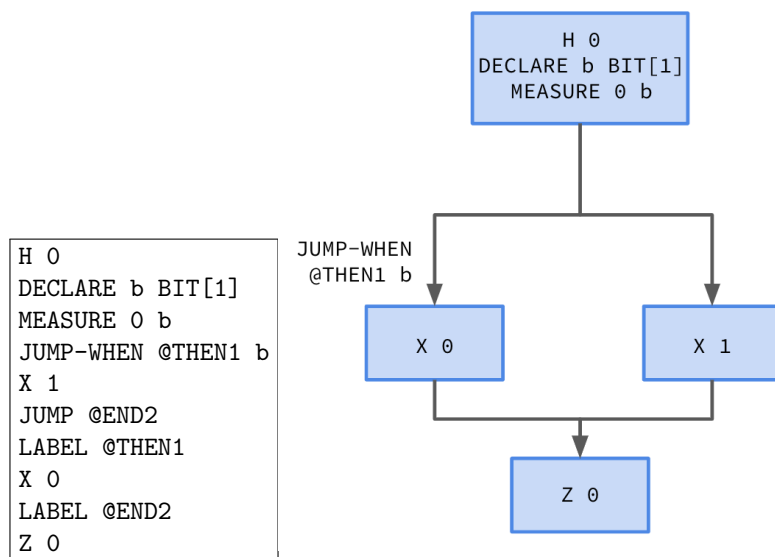 H 0
DECLARE b BIT[1]
MEASURE 0 b
JUMP-WHEN @THEN1 b
X 1
JUMP @END2
LABEL @THEN1
X 0
LABEL @END2
Z 0
H 0
DECLARE b BIT[1]
MEASURE 0 b
JUMP-WHEN
@THEN1 b
X 0
X 1
Z 0